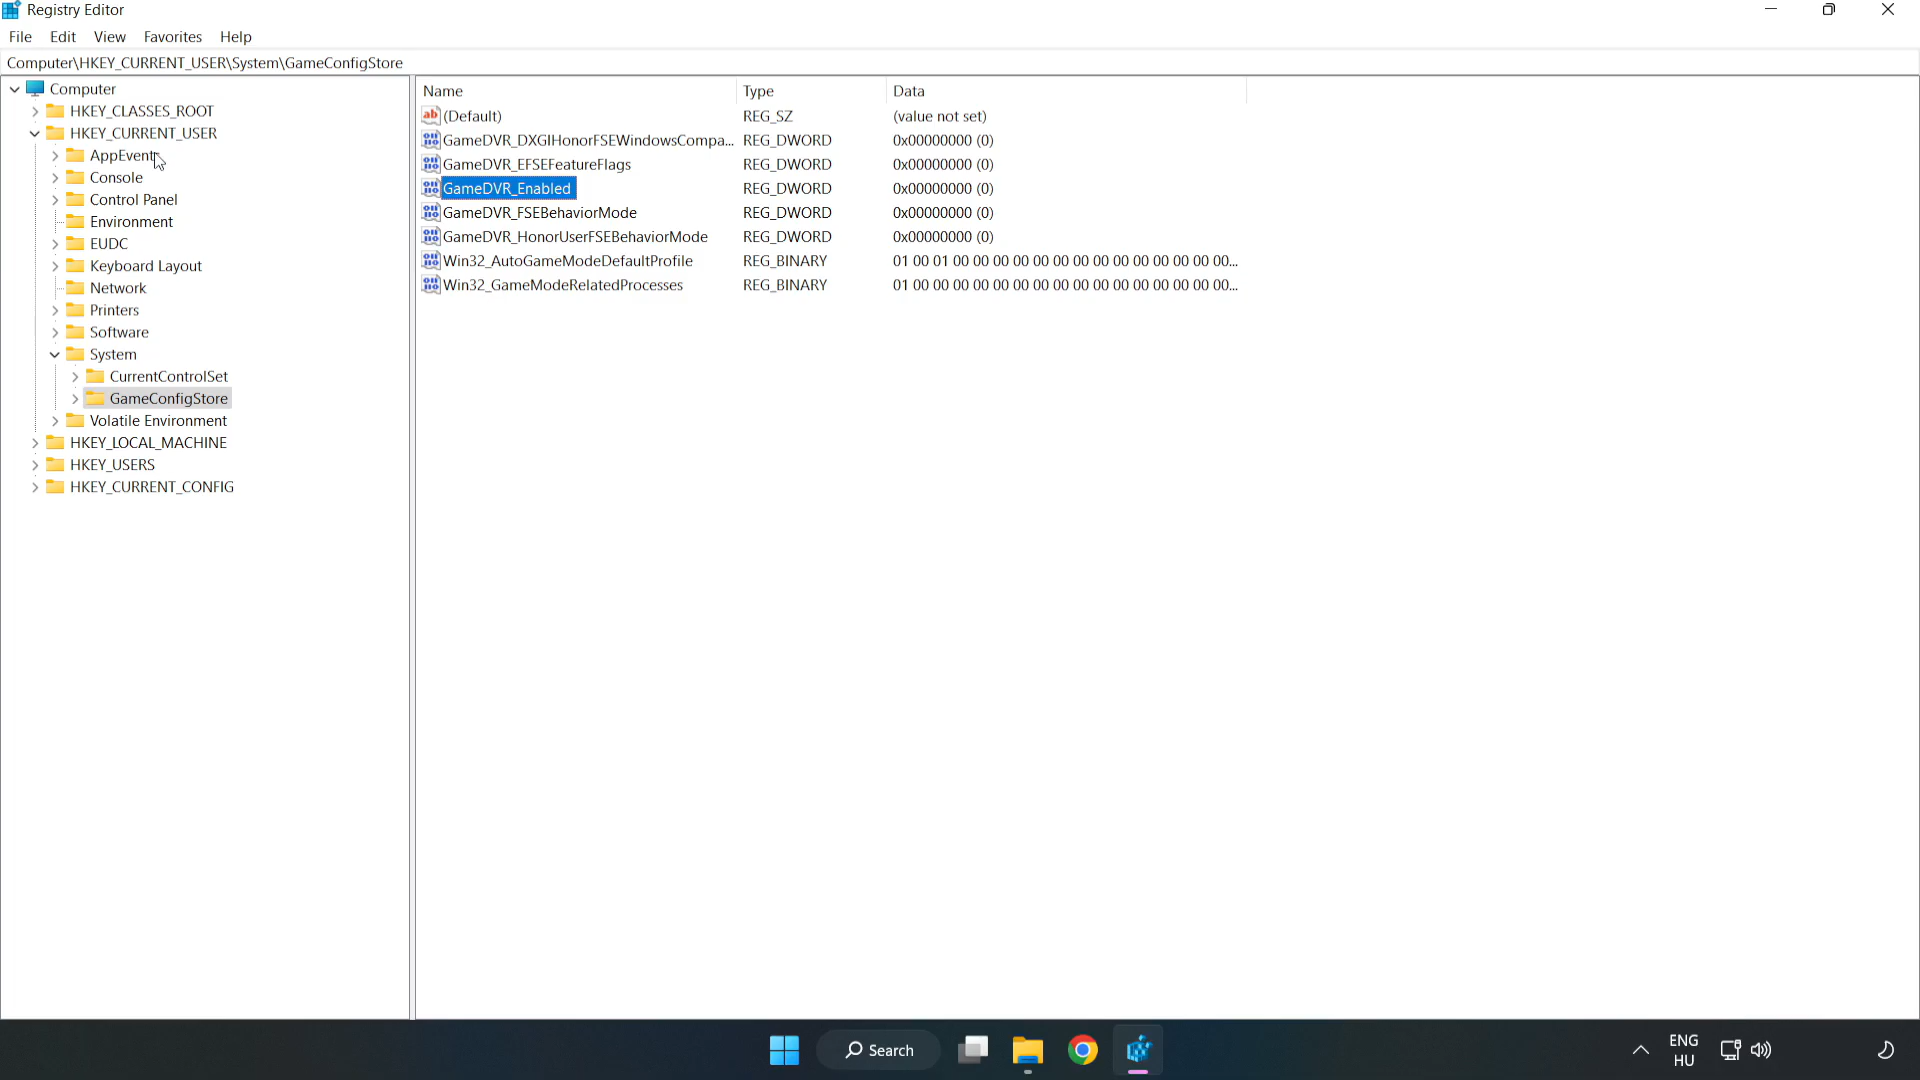 Registry Editor
File Edit View Favorites Help
Computer\HKEY_CURRENT_USER\System\GameConfigStore
Computer
HKEY_CLASSES_ROOT
HKEY_CURRENT_USER
AppEvents
Console
Control Panel
Environment
EUDC
Keyboard Layout
Network
Printers
Software
System
CurrentControlSet
GameConfigStore
Volatile Environment
HKEY_LOCAL_MACHINE
HKEY_USERS
HKEY_CURRENT_CONFIG
Name Type Data
(Default) REG_SZ (value not set)
GameDVR_DXGIHonorFSEWindowsCompa... REG_DWORD 0x00000000 (0)
GameDVR_EFSEFeatureFlags REG_DWORD 0x00000000 (0)
GameDVR_Enabled REG_DWORD 0x00000000 (0)
GameDVR_FSEBehaviorMode REG_DWORD 0x00000000 (0)
GameDVR_HonorUserFSEBehaviorMode REG_DWORD 0x00000000 (0)
Win32_AutoGameModeDefaultProfile REG_BINARY 01 00 01 00 00 00 00 00 00 00 00 00 00 00 00 00 00...
Win32_GameModeRelatedProcesses REG_BINARY 01 00 00 00 00 00 00 00 00 00 00 00 00 00 00 00 00...
Search
ENG
HU